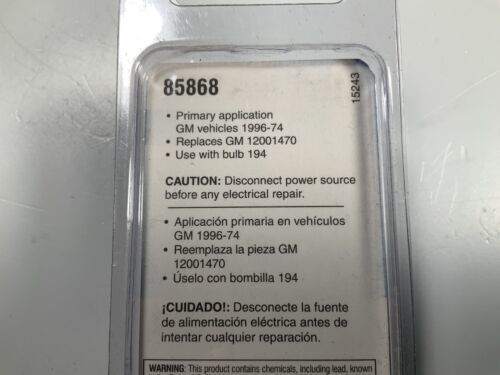 85868
15243
• Primary application
GM vehicles 1996-74
• Replaces GM 12001470
• Use with bulb 194
CAUTION: Disconnect power source
before any electrical repair.
• Aplicación primaria en vehículos
GM 1996-74
• Reemplaza la pieza GM
12001470
• Úselo con bombilla 194
¡CUIDADO!: Desconecte la fuente
de alimentación eléctrica antes de
intentar cualquier reparación.
WARNING: This product contains chemicals, including lead, known